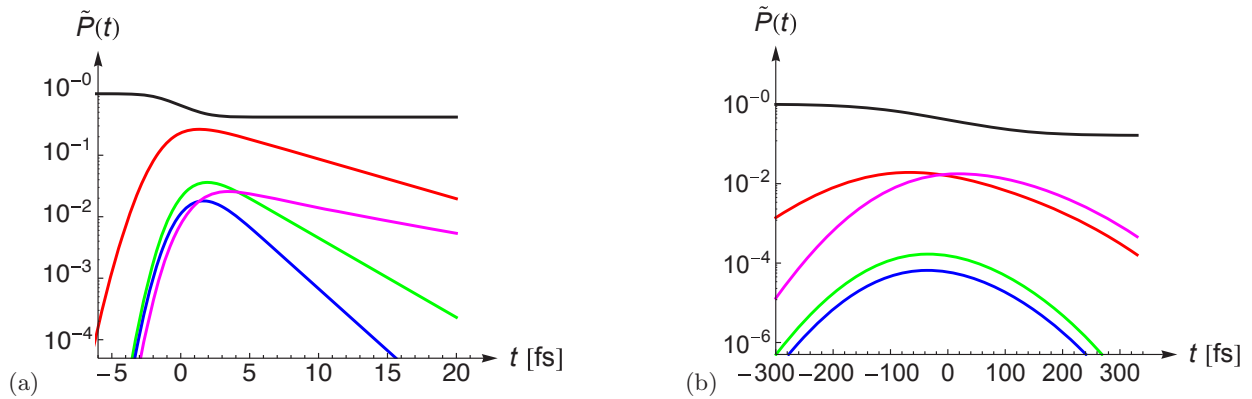 P̃(t)
10⁻⁰
10⁻¹
10⁻²
10⁻³
10⁻⁴
−5 0 5 10 15 20
t [fs]
(a)
P̃(t)
10⁻⁰
10⁻²
10⁻⁴
10⁻⁶
−300 −200 −100 0 100 200 300
t [fs]
(b)